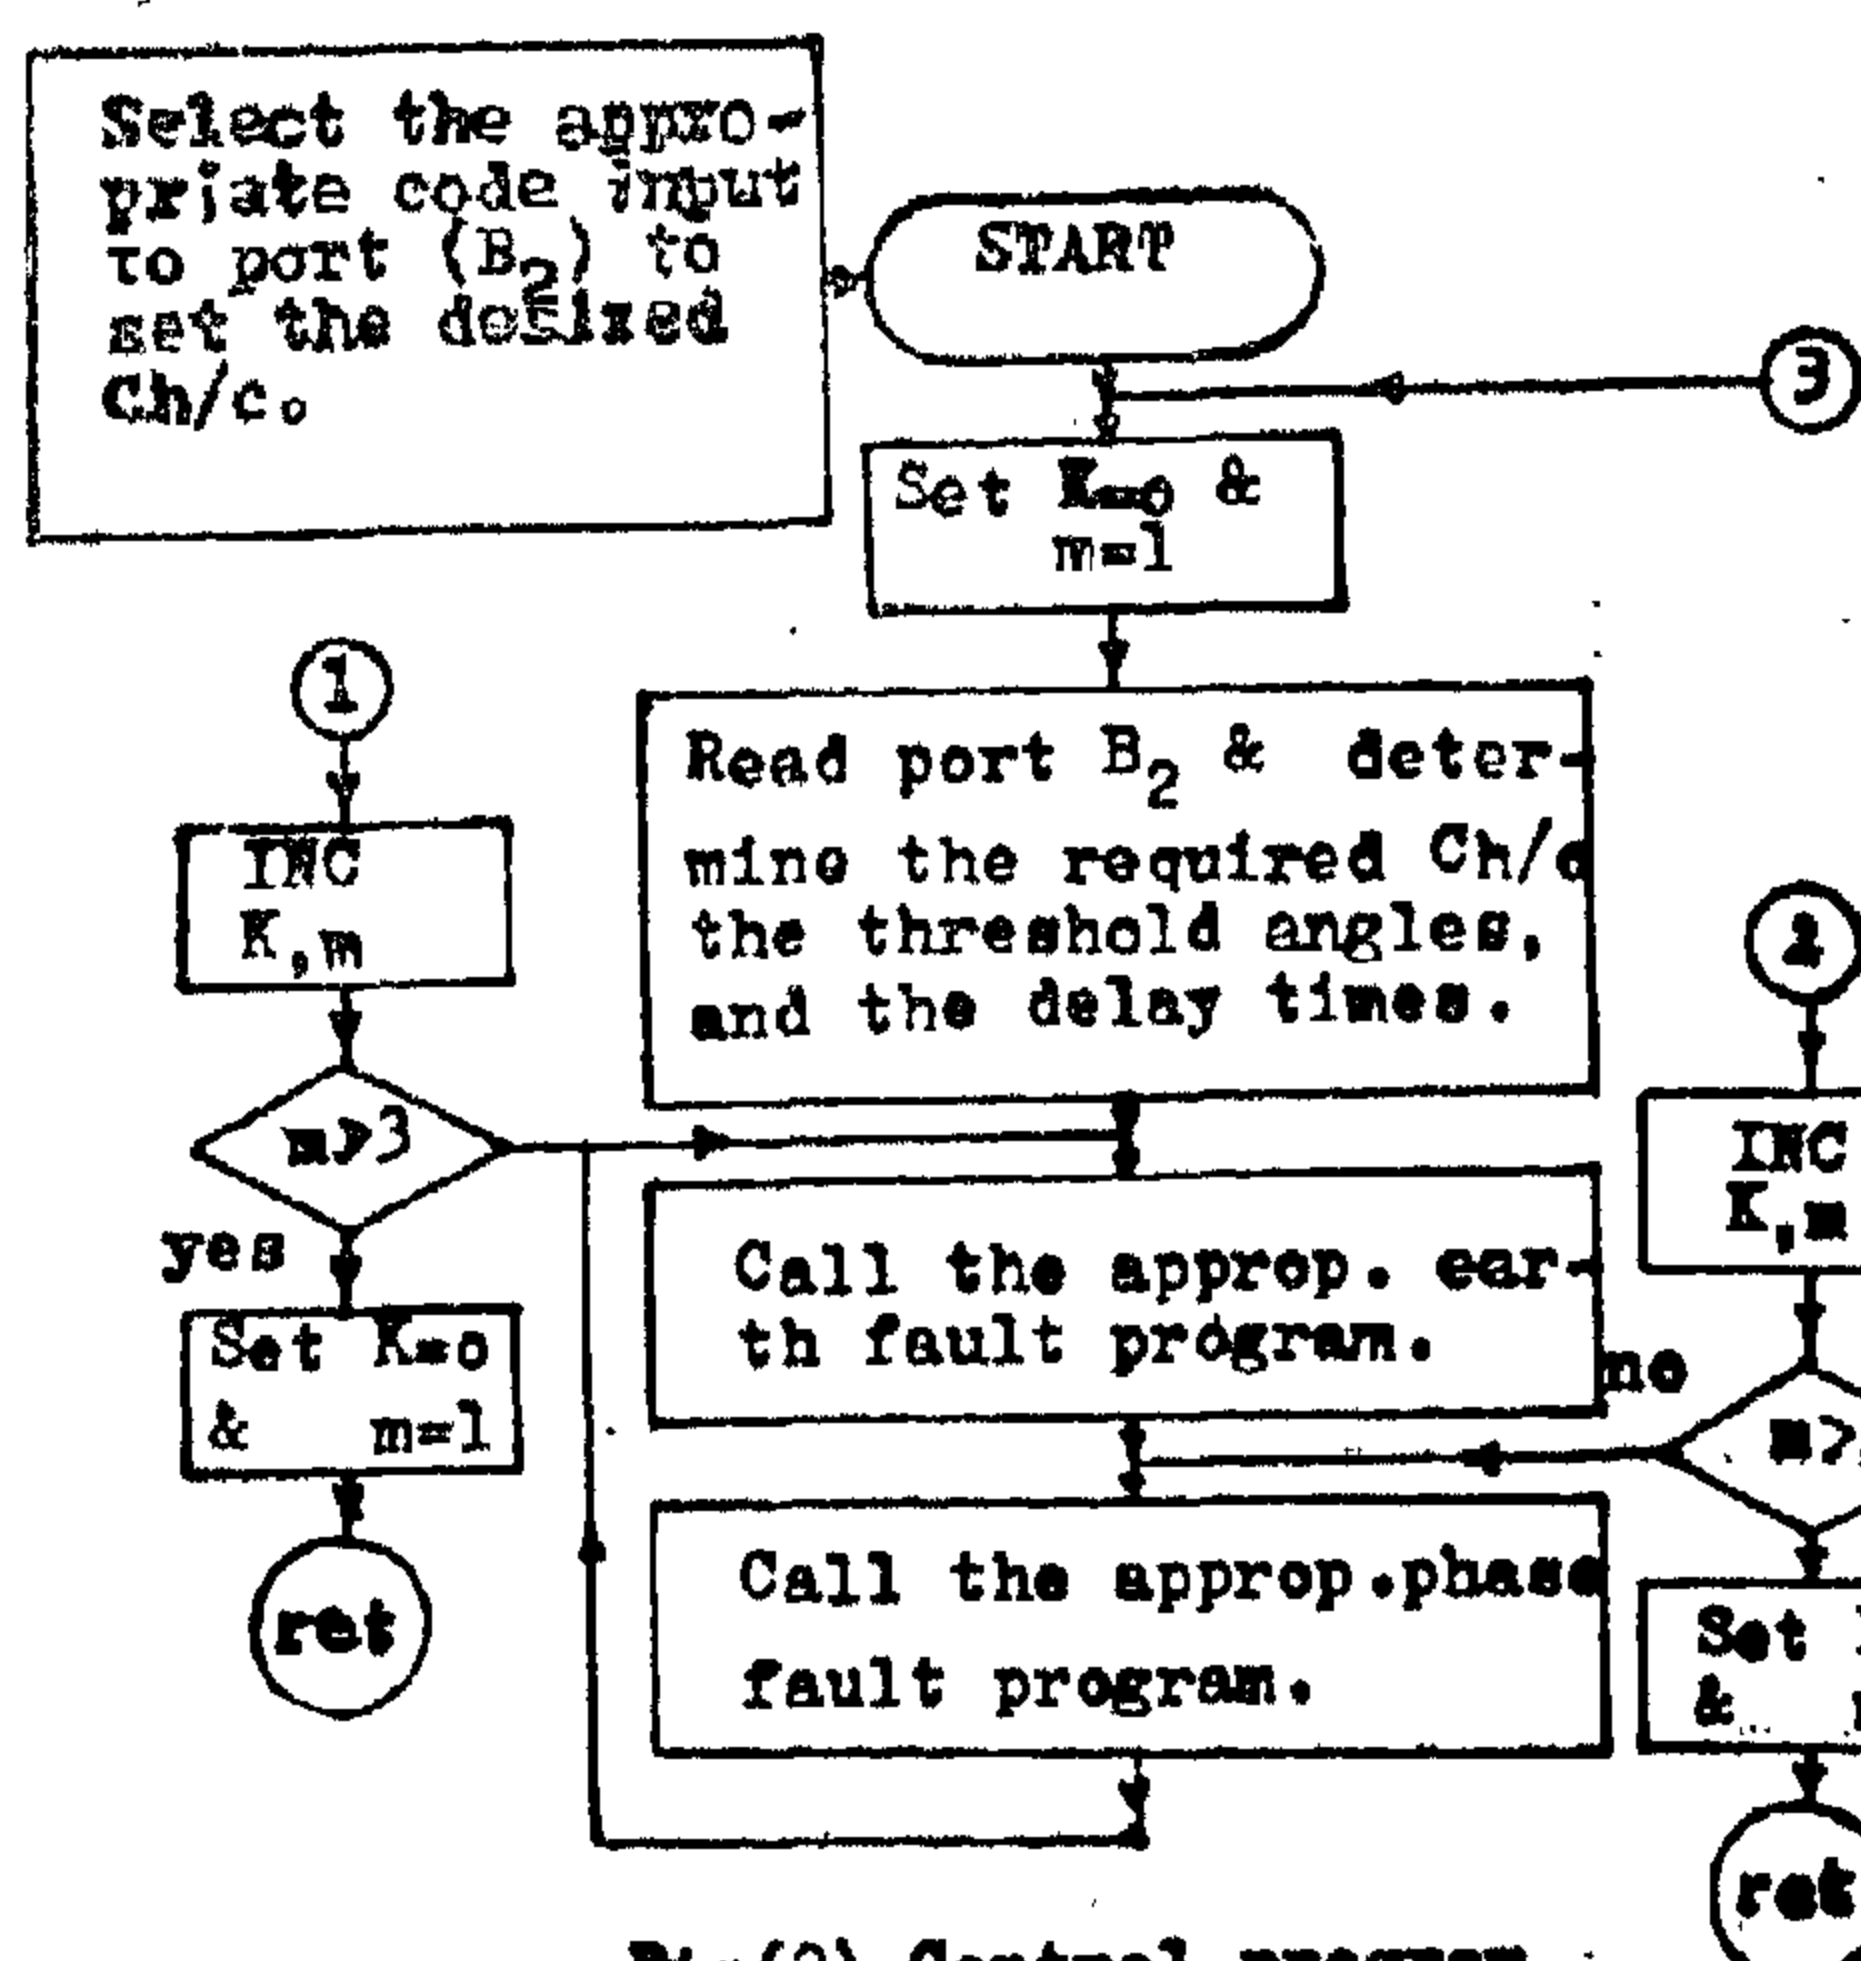 Select the appro-
priate code input
to port (B2) to
set the desired
Ch/c.
START
3
Set K=o &
m=1
1
INC
K,m
Read port B2 & deter-
mine the required Ch/c
the threshold angles,
and the delay times.
2
INC
K,m
m>3
yes
Call the approp. ear-
th fault program.
no
m>
Set K=o
& m=1
ret
Call the approp.phase
fault program.
Set
&
ret
Control program